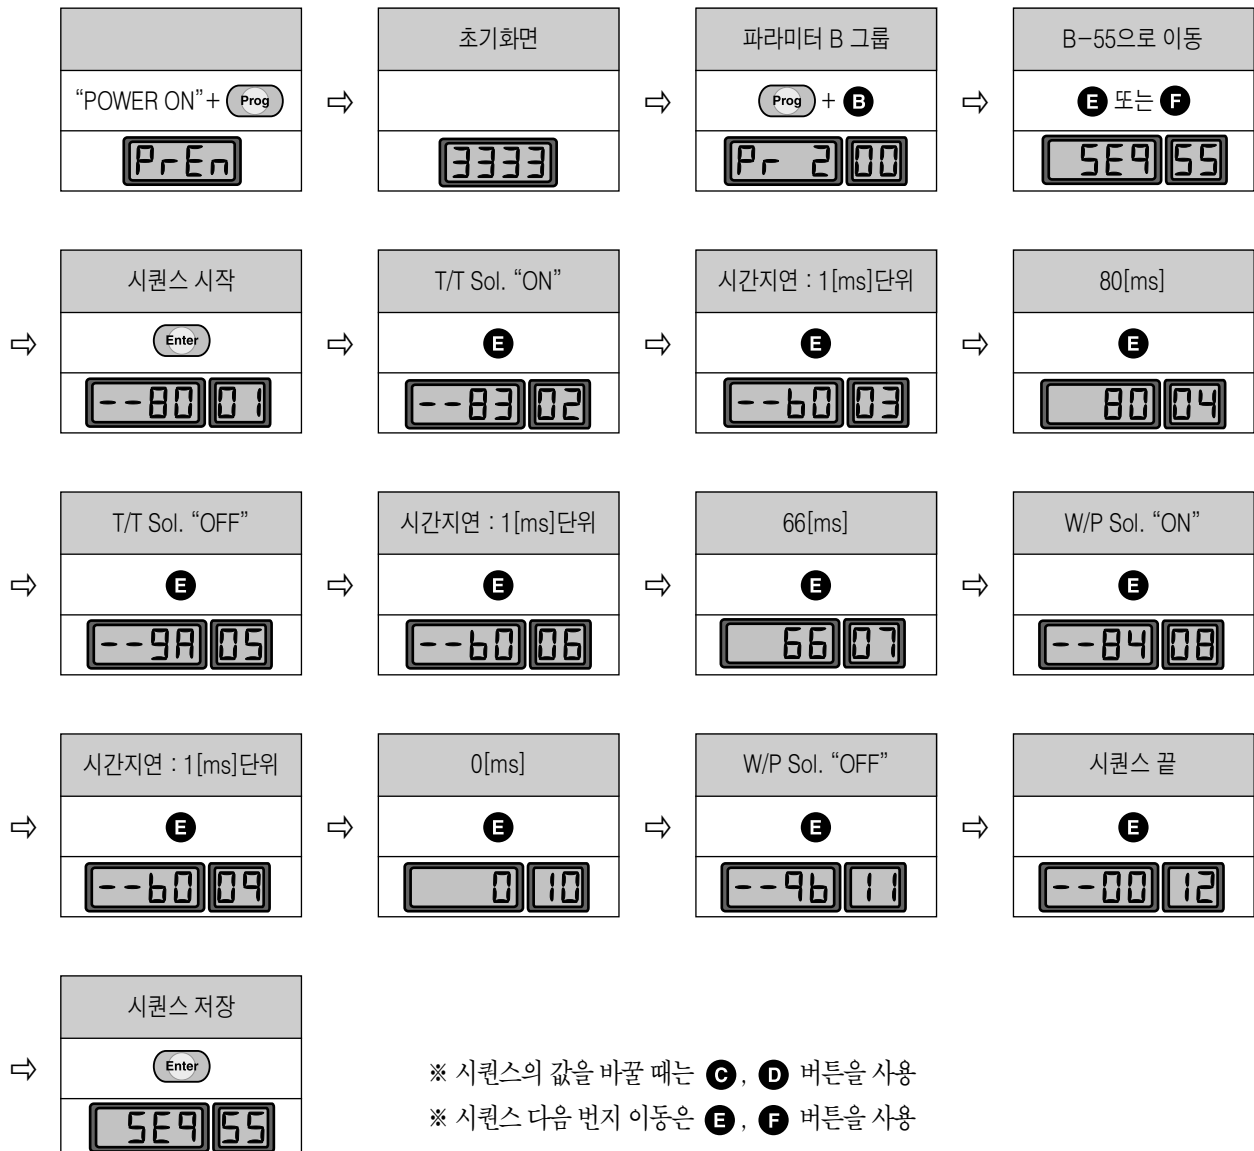 초기화면
파라미터 B 그룹
B-55으로 이동
“POWER ON”+ Prog
⇨
⇨
Prog + B
⇨
E 또는 F
PrEn
3333
Pr 2 00
SEq 55
시퀀스 시작
T/T Sol. “ON”
시간지연 : 1[ms]단위
80[ms]
⇨
Enter
⇨
E
⇨
E
⇨
E
--80 01
--83 02
--b0 03
80 04
T/T Sol. “OFF”
시간지연 : 1[ms]단위
66[ms]
W/P Sol. “ON”
⇨
E
⇨
E
⇨
E
⇨
E
--9A 05
--b0 06
66 07
--84 08
시간지연 : 1[ms]단위
0[ms]
W/P Sol. “OFF”
시퀀스 끝
⇨
E
⇨
E
⇨
E
⇨
E
--b0 09
0 10
--9b 11
--00 12
시퀀스 저장
⇨
Enter
SEq 55
※ 시퀀스의 값을 바꿀 때는 C, D 버튼을 사용
※ 시퀀스 다음 번지 이동은 E, F 버튼을 사용